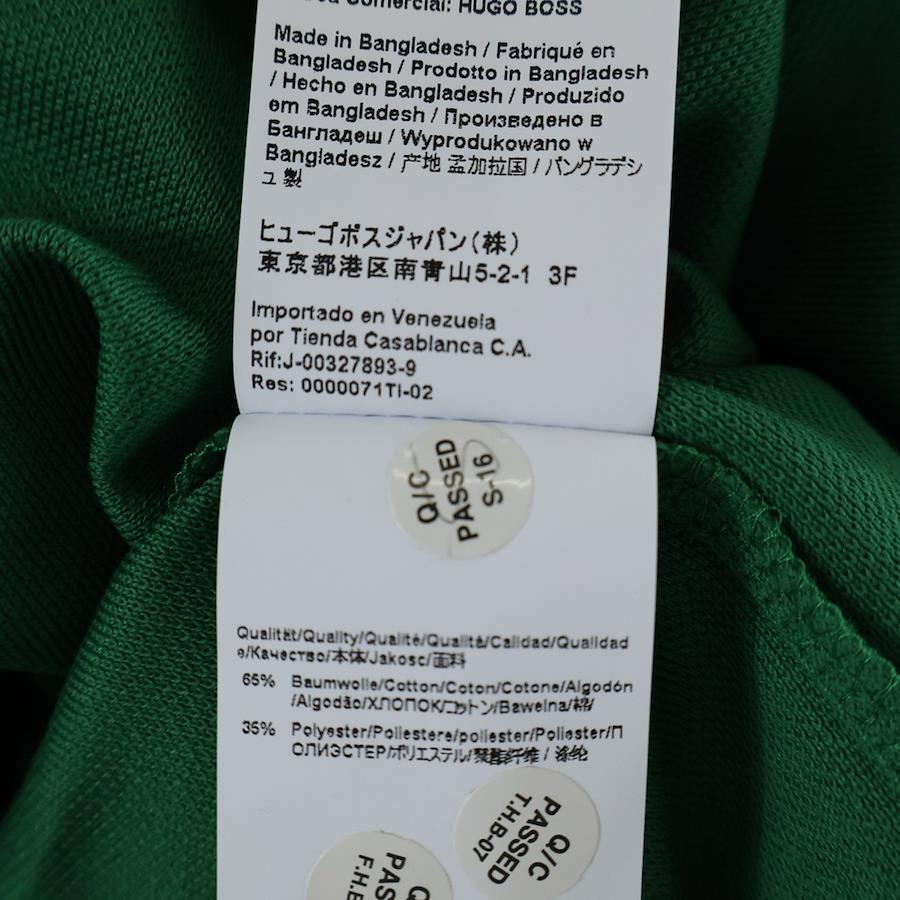 Comercial: HUGO BOSS
Made in Bangladesh / Fabriqué en
Bangladesh / Prodotto in Bangladesh
/ Hecho en Bangladesh / Produzido
em Bangladesh / Произведено в
Бангладеш / Wyprodukowano w
Bangladesz / 产地 孟加拉国 / バングラデシ
ュ 製
ヒューゴボスジャパン(株)
東京都港区南青山5-2-1 3F
Importado en Venezuela
por Tienda Casablanca C.A.
Rif:J-00327893-9
Res: 0000071TI-02
Q/C
PASSED
S-16
Qualität/Quality/Qualité/Qualità/Calidad/Qualidad
e/Качество/本体/Jakosc/面料
65% Baumwolle/Cotton/Coton/Cotone/Algodón
/Algodão/ХЛОПОК/コットン/Bawelna/棉/
35% Polyester/Poliestere/poliester/Poliester/П
ОЛИЭСТЕР/ポリエステル/聚酯纤维/ 涤纶
Q/C
PASSED
T.H.B-07
PAS
F.H.B